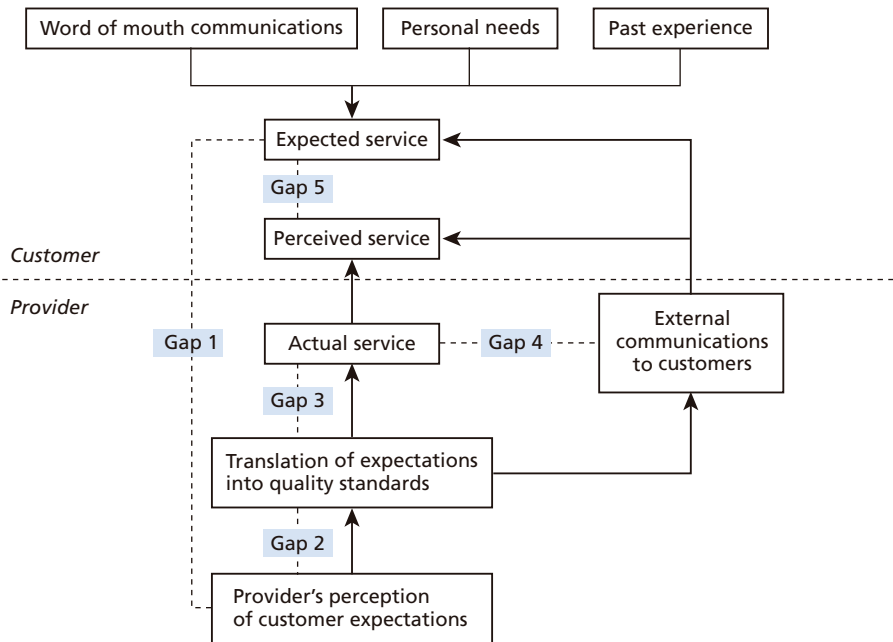 Word of mouth communications
Personal needs
Past experience
Expected service
Gap 5
Perceived service
Customer
Provider
Gap 1
Actual service
Gap 4
External
communications
to customers
Gap 3
Translation of expectations
into quality standards
Gap 2
Provider’s perception
of customer expectations